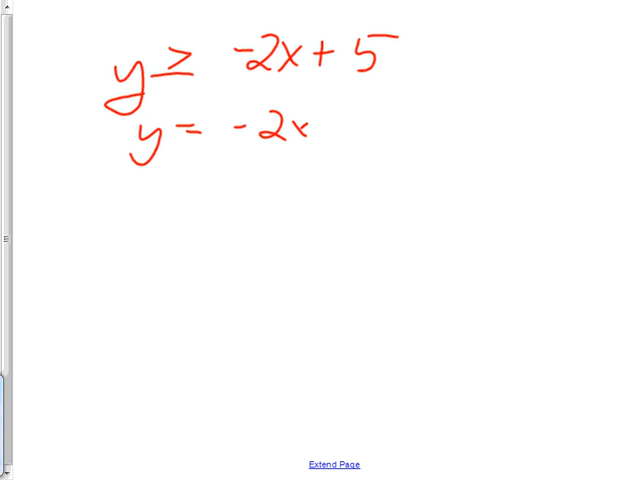 y ≥ -2x + 5
y = -2x
Extend Page